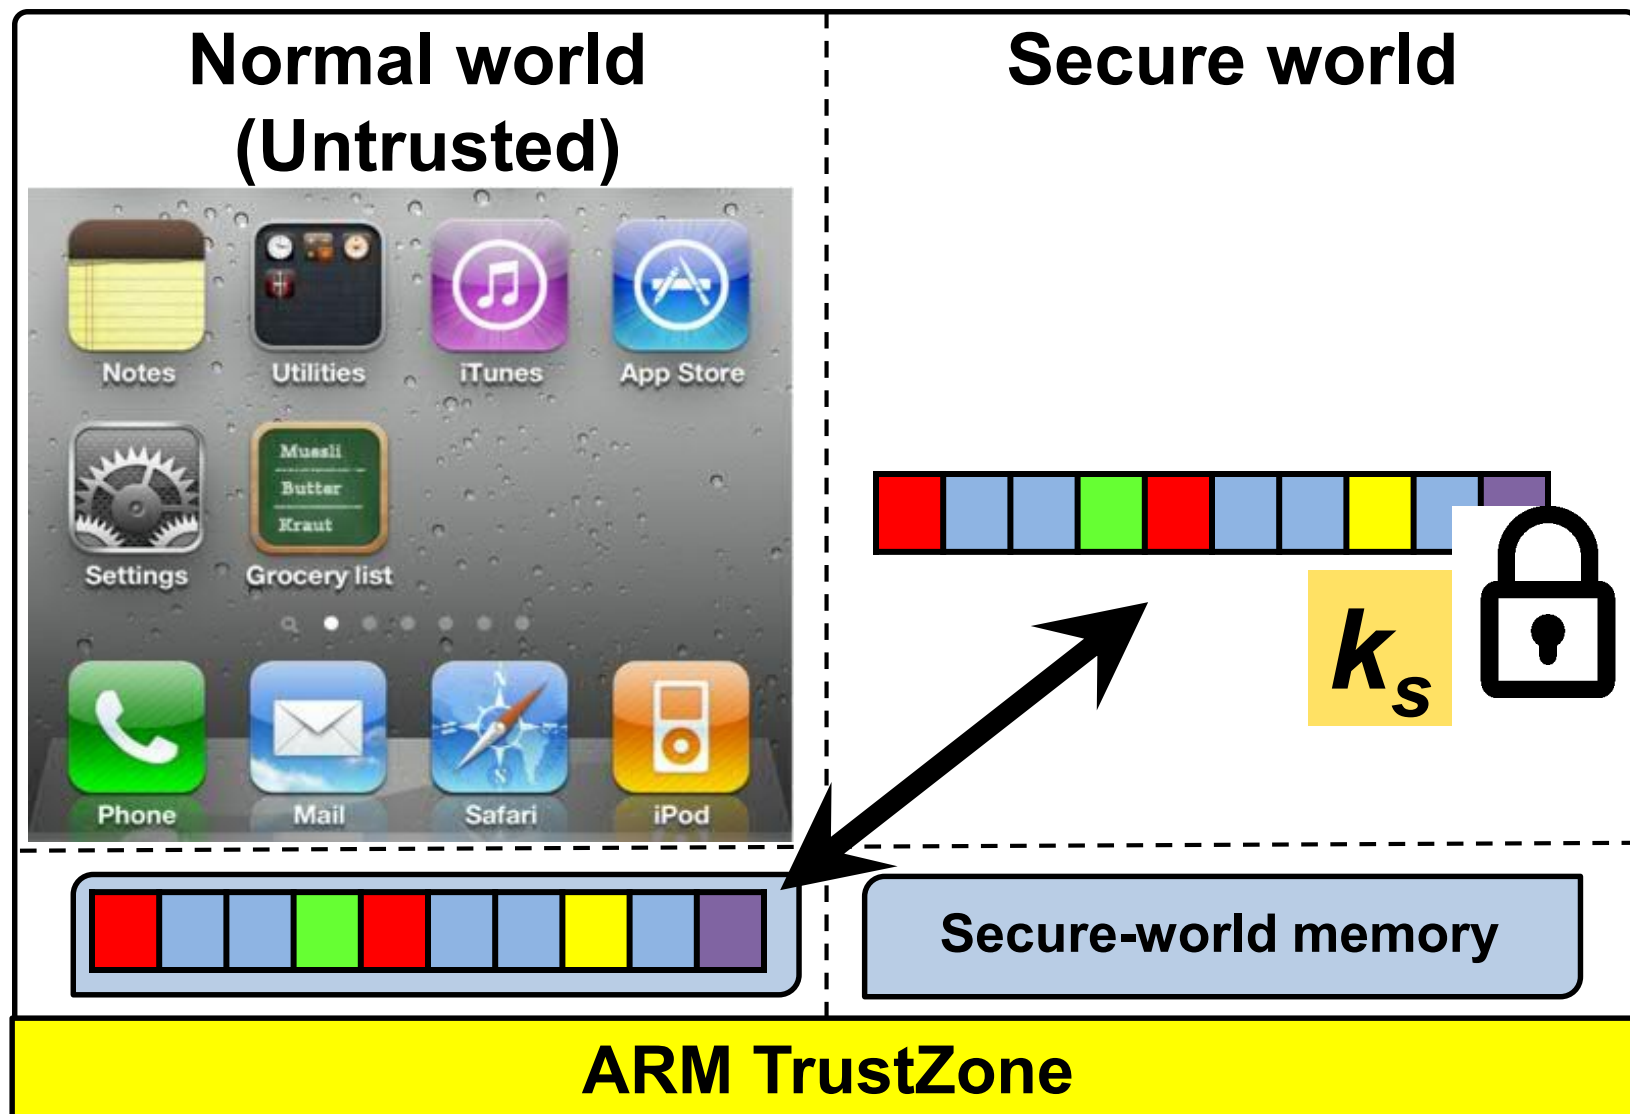 Normal world
(Untrusted)
Secure world
Notes
Utilities
iTunes
App Store
Muesli
Butter
Kraut
Settings
Grocery list
Phone
Mail
Safari
iPod
N
S
ks
Secure-world memory
ARM TrustZone